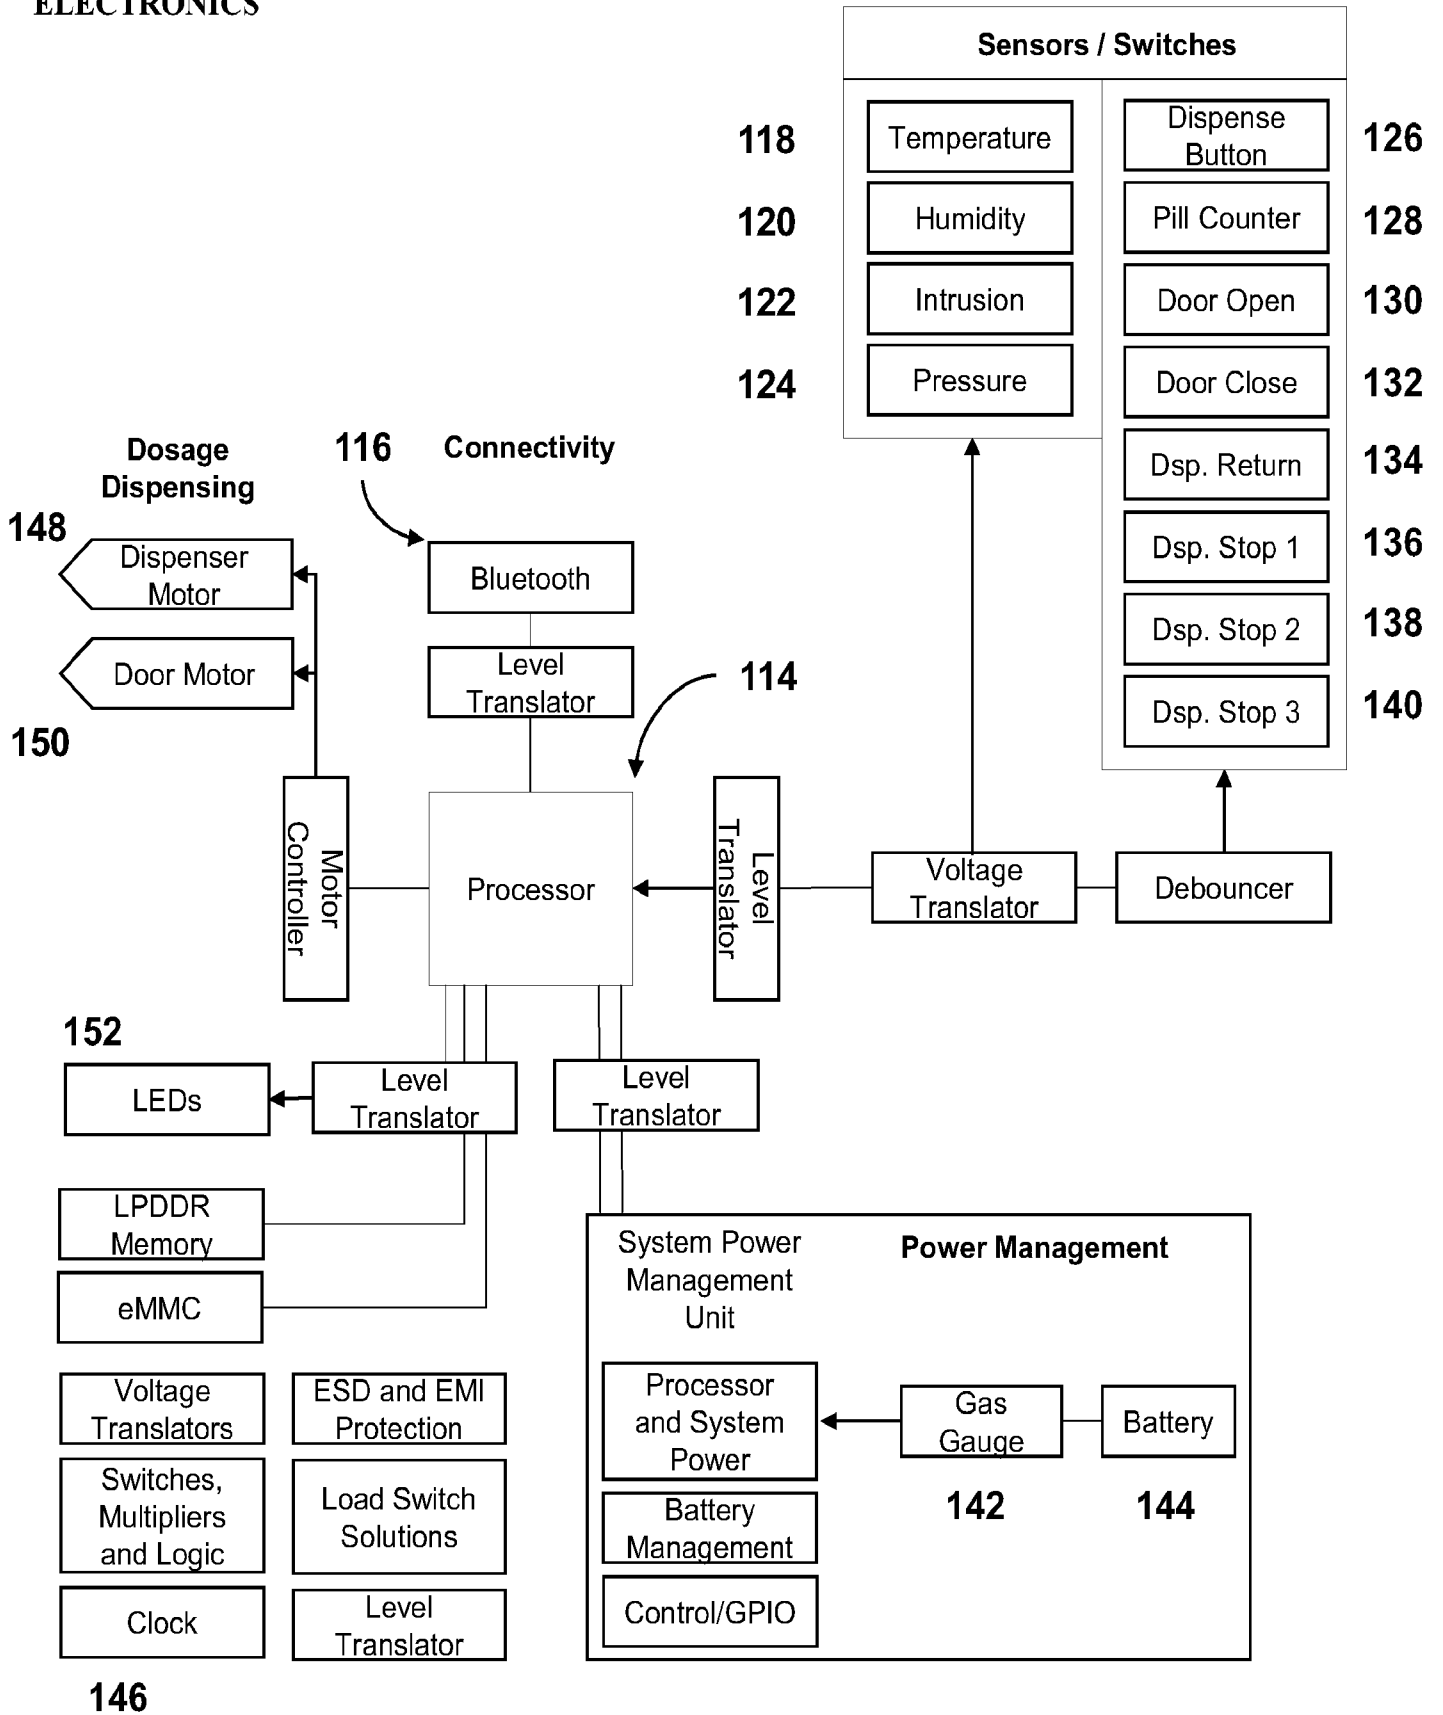 ELECTRONICS
Sensors / Switches
118
Temperature
120
Humidity
122
Intrusion
124
Pressure
Dispense
Button
126
Pill Counter
128
Door Open
130
Door Close
132
Dsp. Return
134
Dsp. Stop 1
136
Dsp. Stop 2
138
Dsp. Stop 3
140
Dosage
Dispensing
148
Dispenser
Motor
Door Motor
150
116
Connectivity
Bluetooth
Level
Translator
114
Motor
Controller
Processor
Level
Translator
Voltage
Translator
Debouncer
152
LEDs
Level
Translator
Level
Translator
LPDDR
Memory
eMMC
Voltage
Translators
ESD and EMI
Protection
Switches,
Multipliers
and Logic
Load Switch
Solutions
Clock
Level
Translator
146
System Power
Management
Unit
Power Management
Processor
and System
Power
Gas
Gauge
Battery
142
144
Battery
Management
Control/GPIO